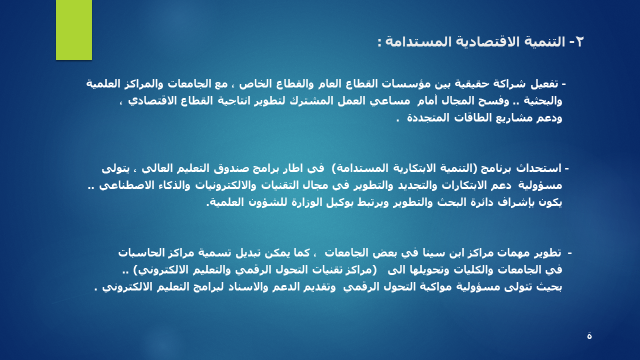 ٢- التنمية الاقتصادية المستدامة :
- تفعيل شراكة حقيقية بين مؤسسات القطاع العام والقطاع الخاص ، مع الجامعات والمراكز العلمية
والبحثية .. وفسح المجال أمام مساعي العمل المشترك لتطوير انتاجية القطاع الاقتصادي ،
ودعم مشاريع الطاقات المتجددة .
- استحداث برنامج (التنمية الابتكارية المستدامة) في اطار برامج صندوق التعليم العالي ، يتولى
مسؤولية دعم الابتكارات والتجديد والتطوير في مجال التقنيات والالكترونيات والذكاء الاصطناعي ..
يكون بإشراف دائرة البحث والتطوير ويرتبط بوكيل الوزارة للشؤون العلمية.
- تطوير مهمات مراكز ابن سينا في بعض الجامعات ، كما يمكن تبديل تسمية مراكز الحاسبات
في الجامعات والكليات وتحويلها الى (مراكز تقنيات التحول الرقمي والتعليم الالكتروني) ..
بحيث تتولى مسؤولية مواكبة التحول الرقمي وتقديم الدعم والاسناد لبرامج التعليم الالكتروني .
ة